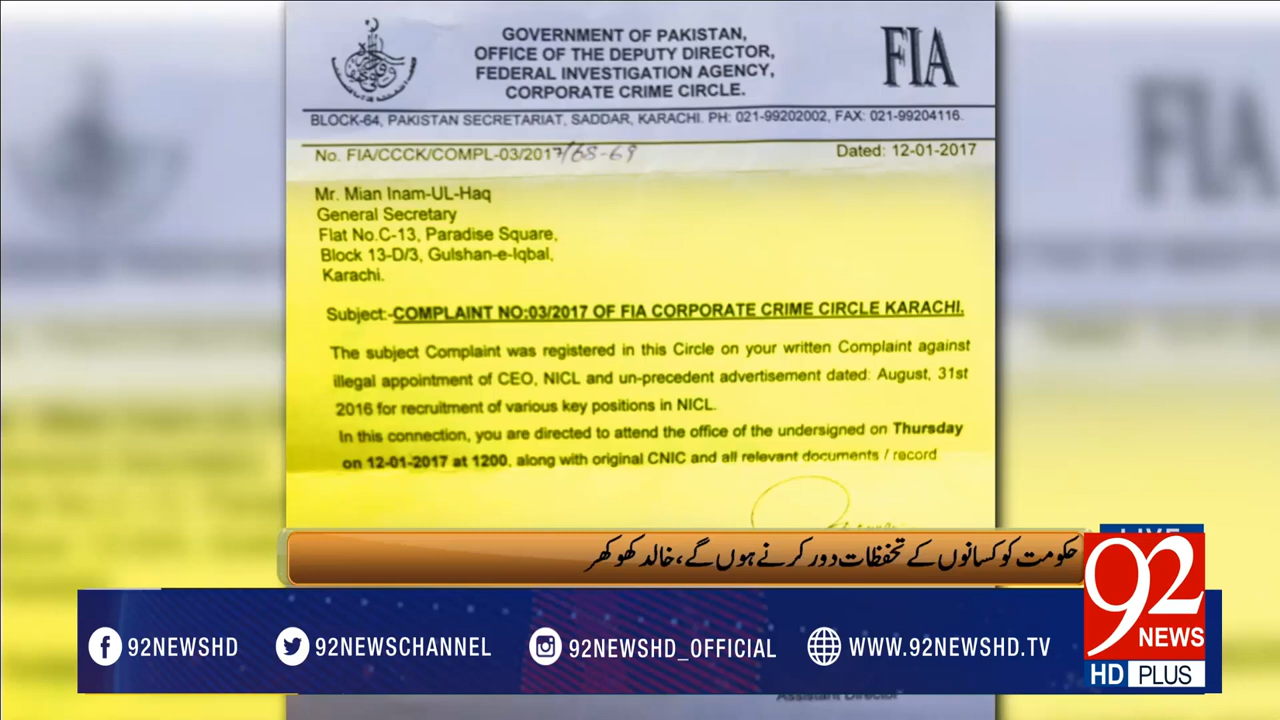 GOVERNMENT OF PAKISTAN,
OFFICE OF THE DEPUTY DIRECTOR,
FEDERAL INVESTIGATION AGENCY,
CORPORATE CRIME CIRCLE.
FIA
BLOCK-64, PAKISTAN SECRETARIAT, SADDAR, KARACHI. PH: 021-99202002, FAX: 021-99204116.
No. FIA/CCCK/COMPL-03/2017/68-69
Dated: 12-01-2017
Mr. Mian Inam-UL-Haq
General Secretary
Flat No.C-13, Paradise Square,
Block 13-D/3, Gulshan-e-Iqbal,
Karachi.
Subject:-COMPLAINT NO:03/2017 OF FIA CORPORATE CRIME CIRCLE KARACHI.
The subject Complaint was registered in this Circle on your written Complaint against
illegal appointment of CEO, NICL and un-precedent advertisement dated: August, 31st
2016 for recruitment of various key positions in NICL.
In this connection, you are directed to attend the office of the undersigned on Thursday
on 12-01-2017 at 1200, along with original CNIC and all relevant documents / record
حکومت کو کسانوں کے تحفظات دور کرنے ہوں گے، خالد کھوکھر
LIVE
92
NEWS
HD PLUS
92NEWSHD
92NEWSCHANNEL
92NEWSHD_OFFICIAL
WWW.92NEWSHD.TV
Assistant Director